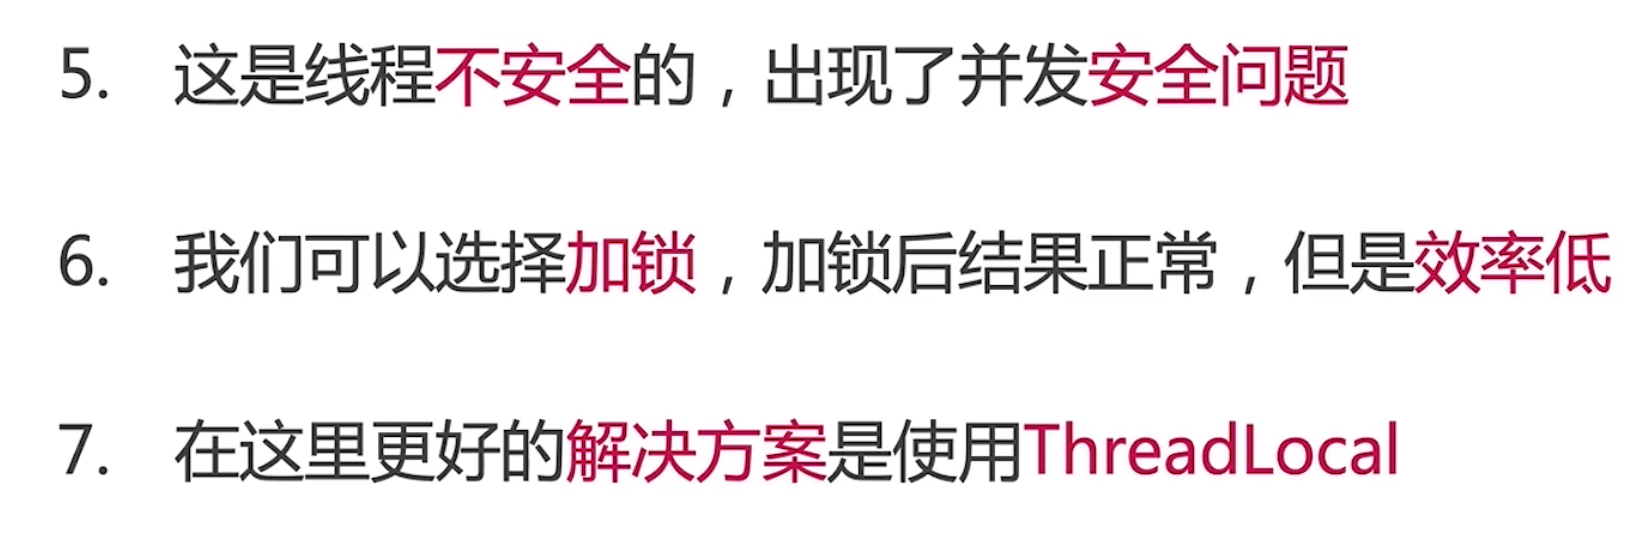 5. 这是线程不安全的，出现了并发安全问题
6. 我们可以选择加锁，加锁后结果正常，但是效率低
7. 在这里更好的解决方案是使用ThreadLocal